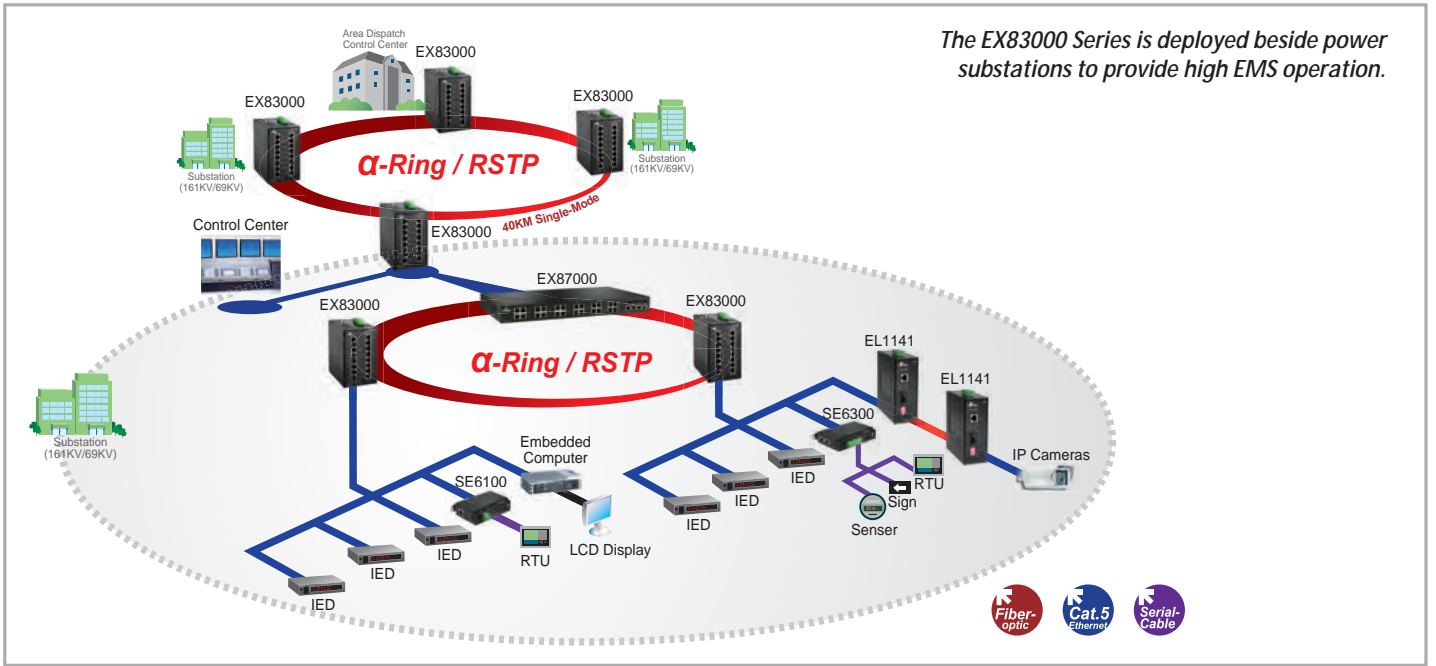 The EX83000 Series is deployed beside power
substations to provide high EMS operation.
Area Dispatch
Control Center
EX83000
EX83000
EX83000
α-Ring / RSTP
Substation
(161KV/69KV)
Substation
(161KV/69KV)
40KM Single-Mode
Control Center
EX83000
EX87000
EX83000
EX83000
α-Ring / RSTP
EL1141
EL1141
Substation
(161KV/69KV)
SE6300
Embedded
Computer
IP Cameras
IED
SE6100
IED
RTU
Sign
IED
Senser
IED
LCD Display
RTU
IED
IED
Fiber-
optic
Cat.5
Ethernet
Serial-
Cable